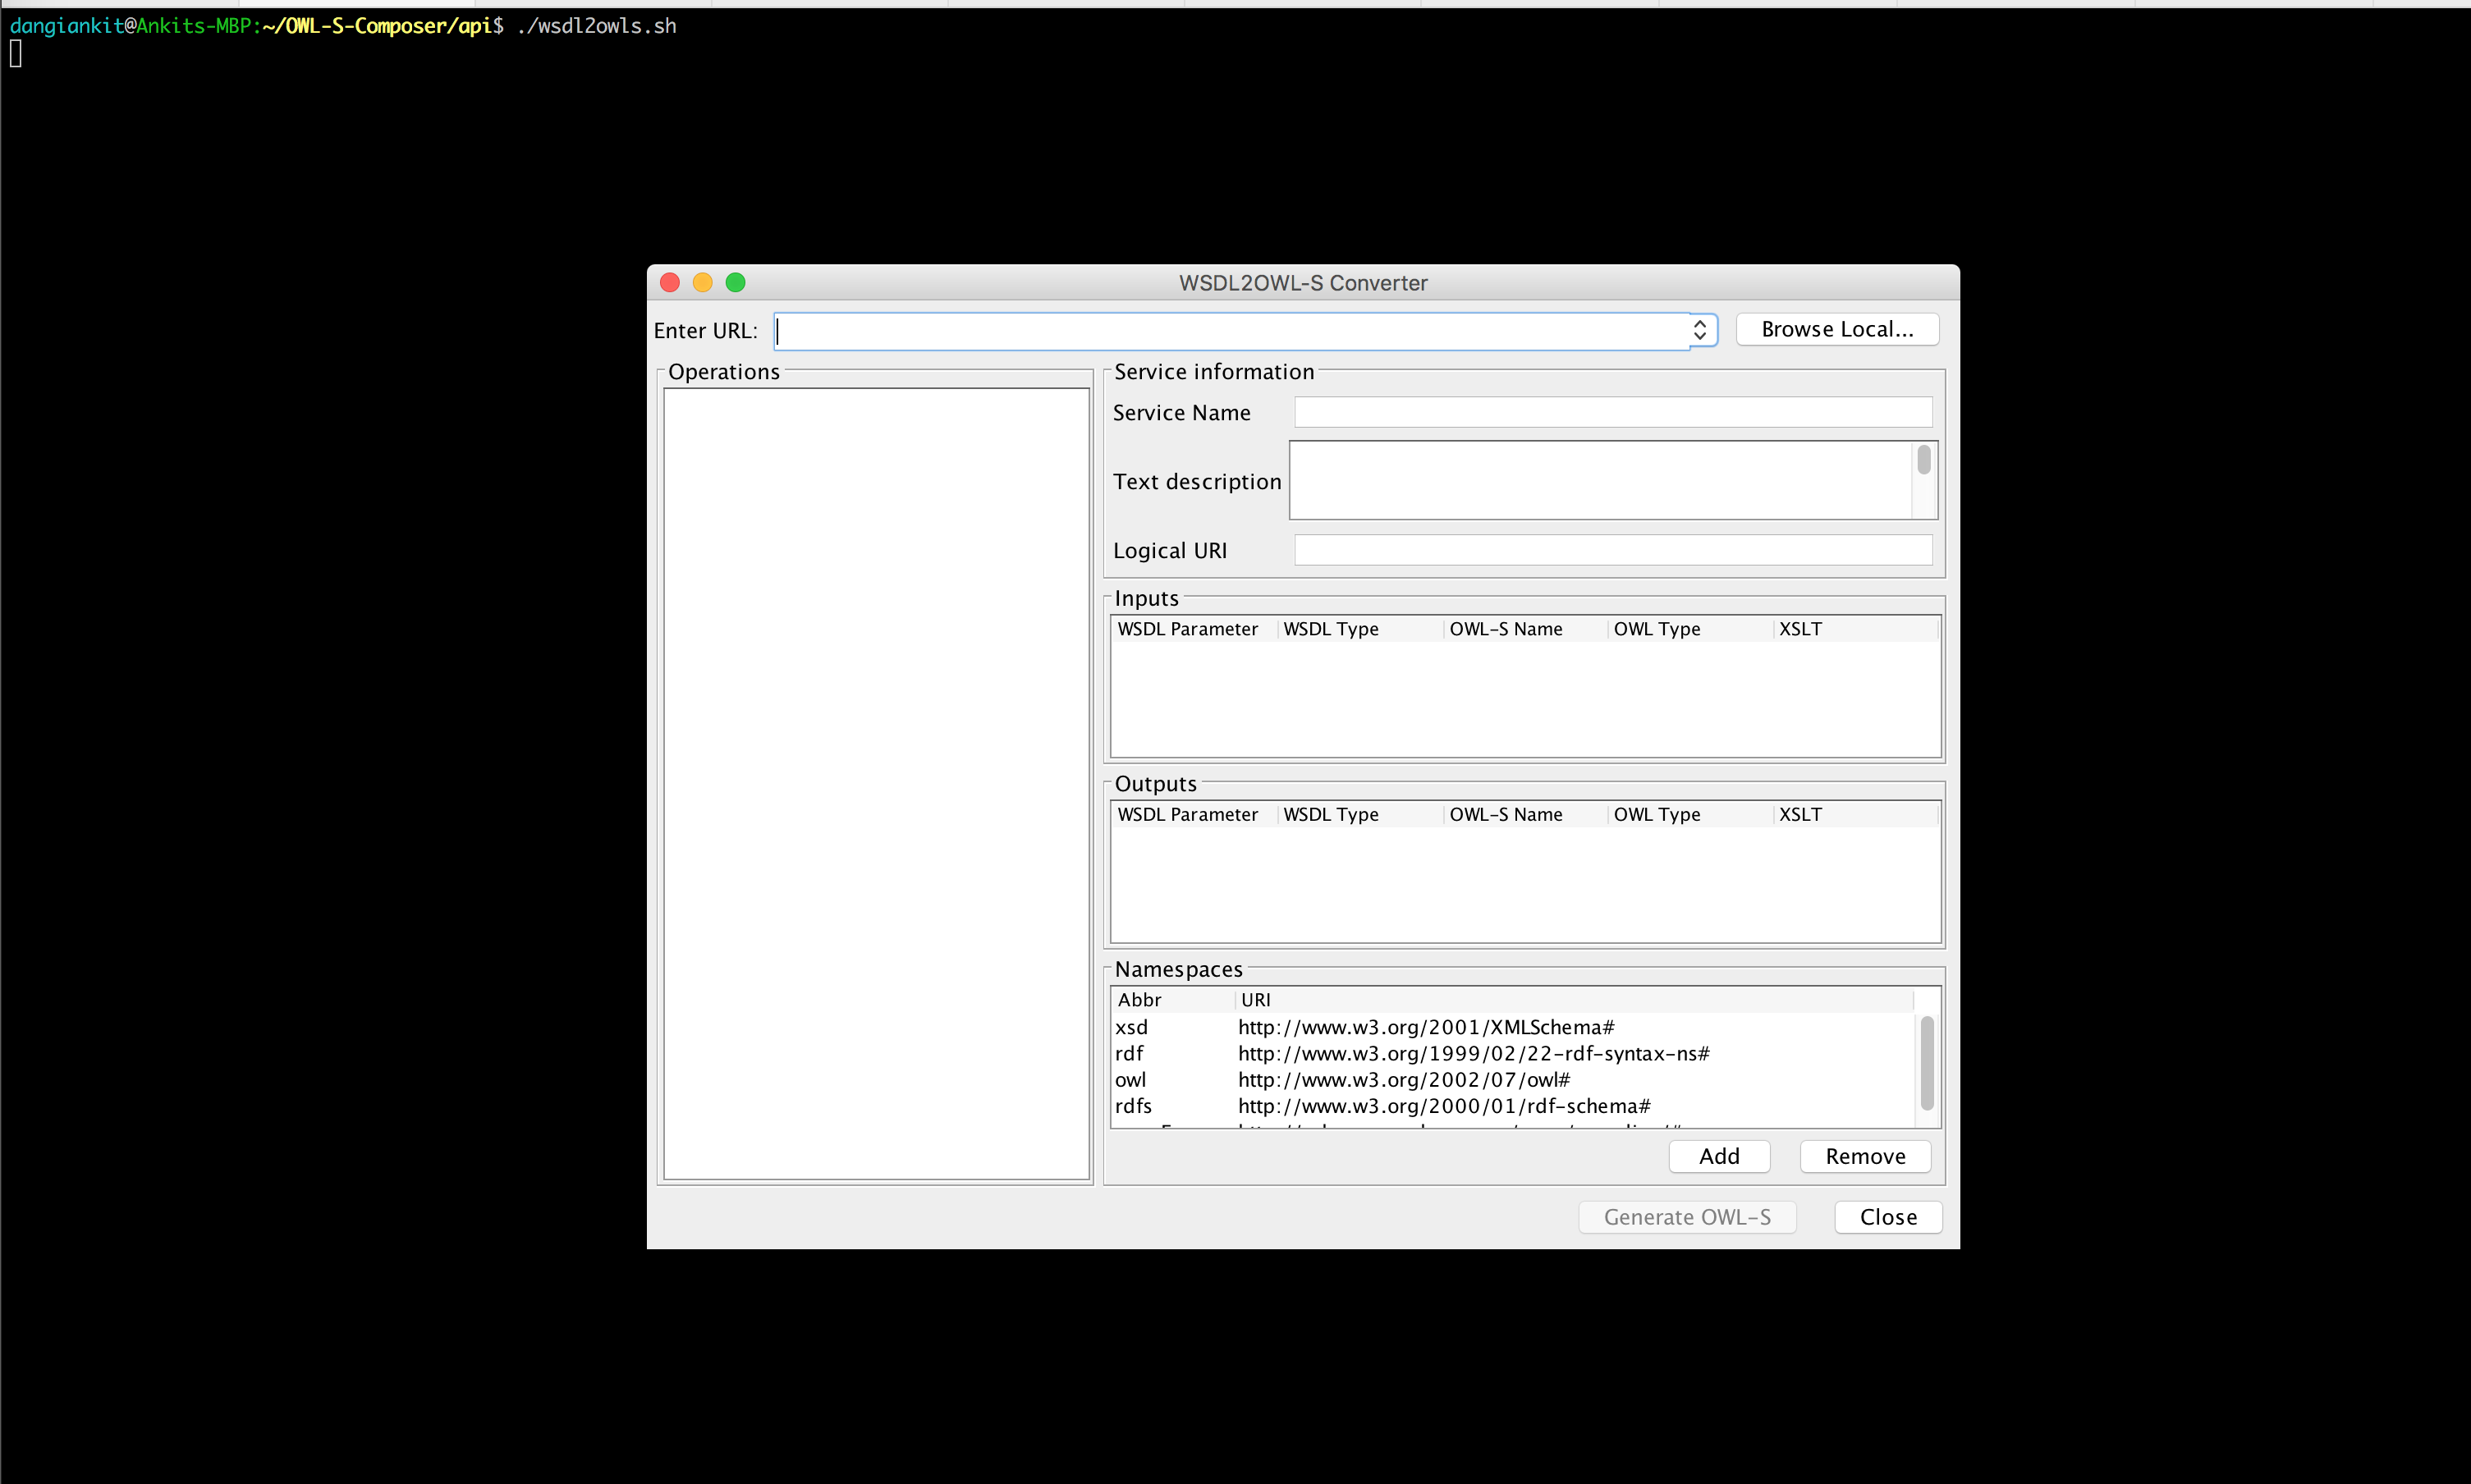 dangiankit@Ankits-MBP:~/OWL-S-Composer/api$ ./wsdl2owls.sh
WSDL2OWL-S Converter
Enter URL:
Browse Local...
Operations
Service information
Service Name
Text description
Logical URI
Inputs
WSDL Parameter WSDL Type OWL-S Name OWL Type XSLT
Outputs
WSDL Parameter WSDL Type OWL-S Name OWL Type XSLT
Namespaces
Abbr URI
xsd http://www.w3.org/2001/XMLSchema#
rdf http://www.w3.org/1999/02/22-rdf-syntax-ns#
owl http://www.w3.org/2002/07/owl#
rdfs http://www.w3.org/2000/01/rdf-schema#
Add Remove
Generate OWL-S Close